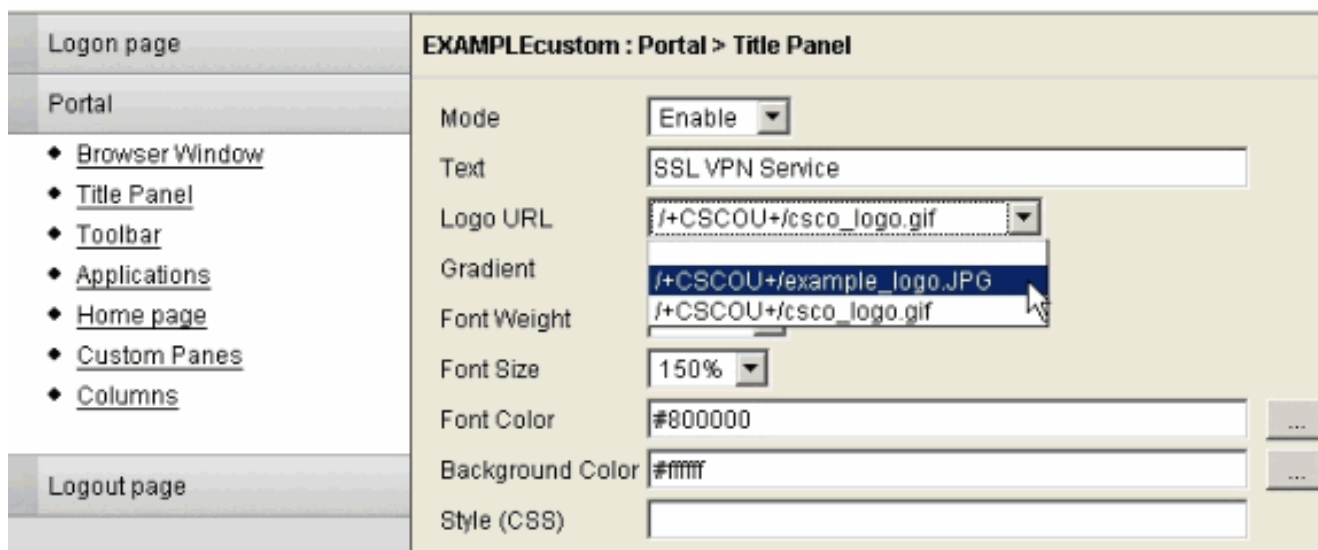 Logon page
Portal
Browser Window
Title Panel
Toolbar
Applications
Home page
Custom Panes
Columns
Logout page
EXAMPLEcustom : Portal > Title Panel
Mode Enable
Text SSL VPN Service
Logo URL /+CSCOU+/csco_logo.gif
/+CSCOU+/example_logo.JPG
/+CSCOU+/csco_logo.gif
Gradient
Font Weight
Font Size 150%
Font Color #800000 ...
Background Color #ffffff ...
Style (CSS)